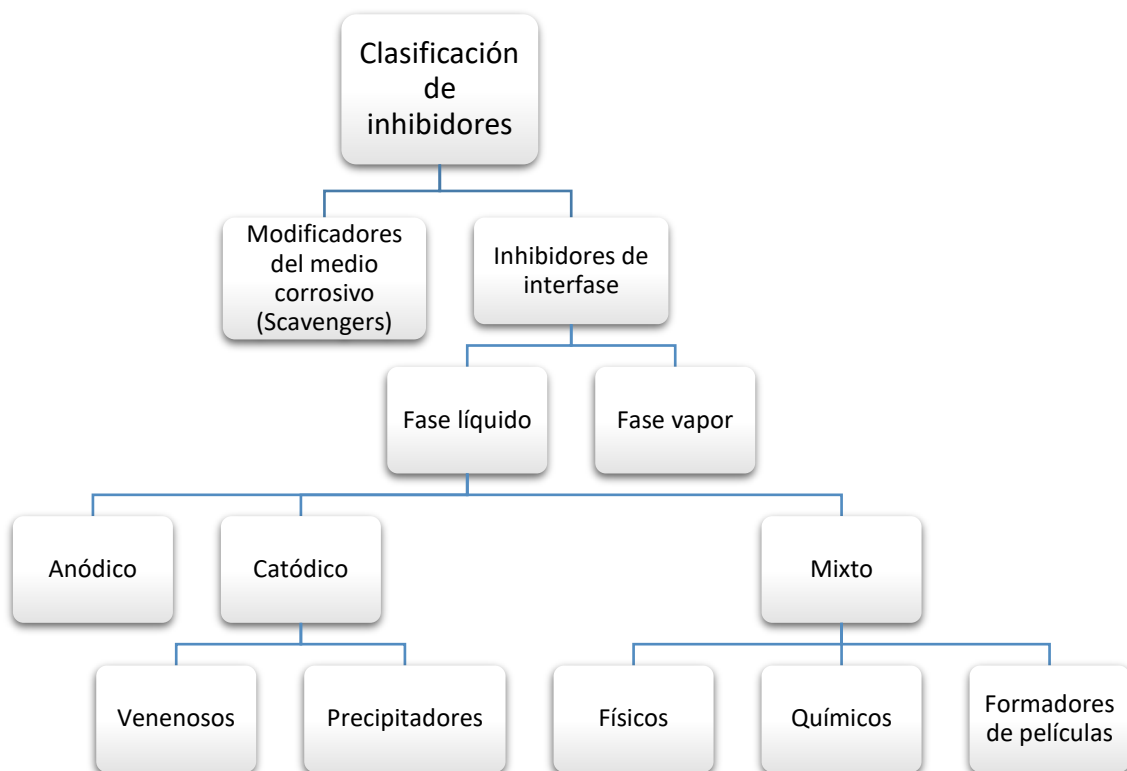 Clasificación
de
inhibidores
Modificadores
del medio
corrosivo
(Scavengers)
Inhibidores de
interfase
Fase líquido
Fase vapor
Anódico
Catódico
Mixto
Venenosos
Precipitadores
Físicos
Químicos
Formadores
de películas